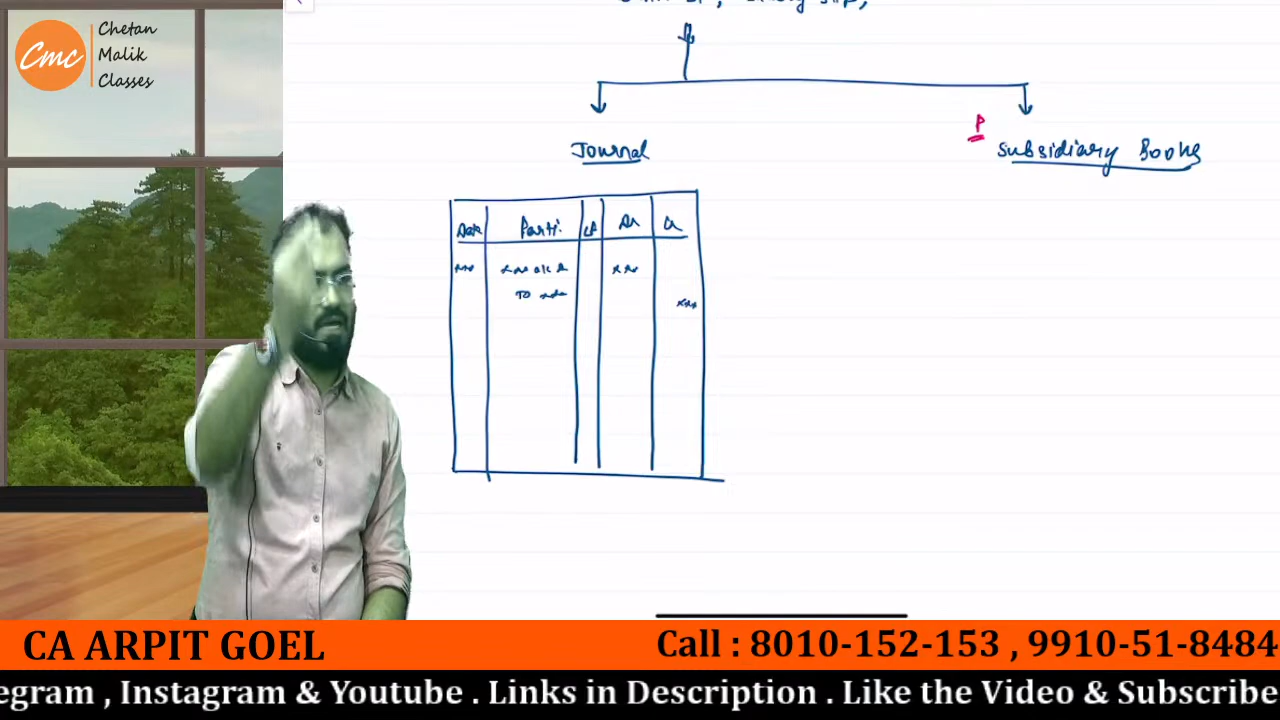 Cmc
Chetan
Malik
Classes
P
Journal
Subsidiary Books
Date Parti. LF Dr Cr
TO
CA ARPIT GOEL
Call : 8010-152-153 , 9910-51-8484
egram , Instagram & Youtube . Links in Description . Like the Video & Subscribe